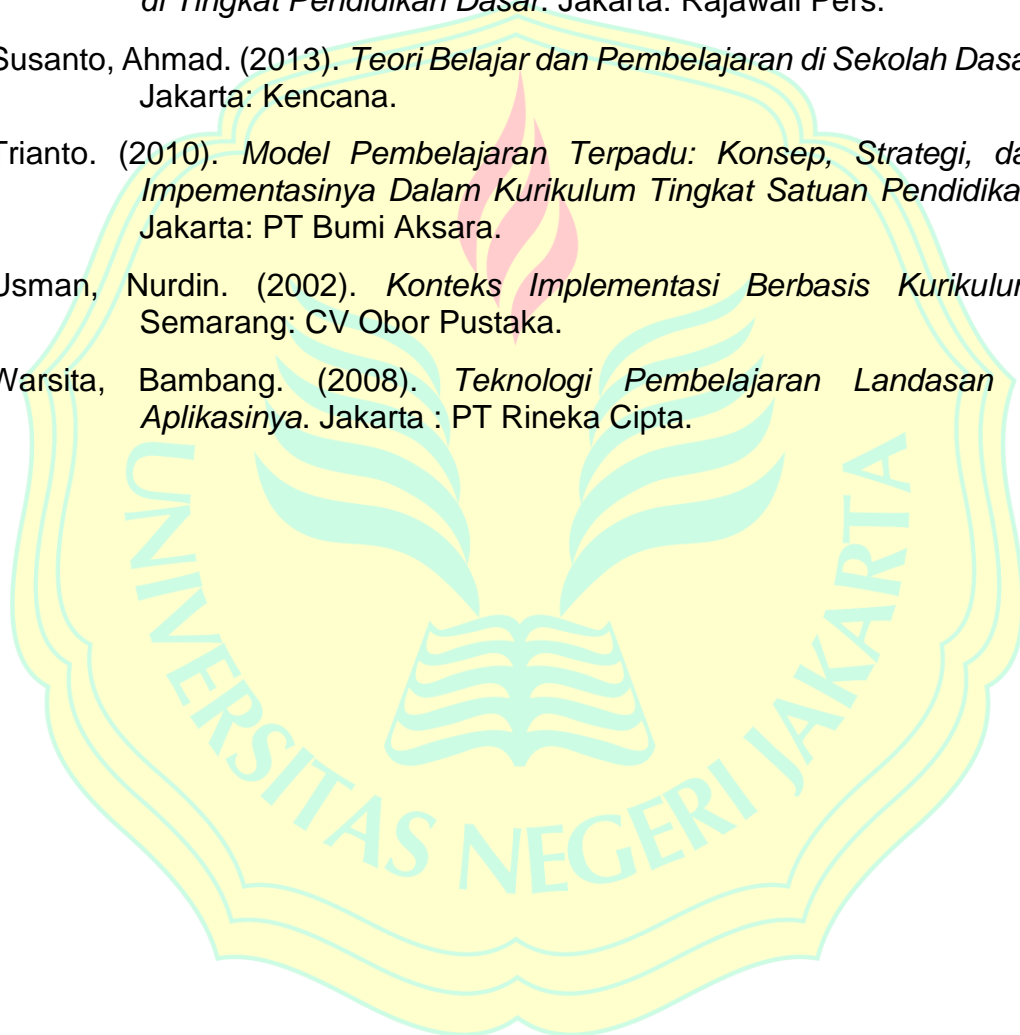 di Tingkat Pendidikan Dasar. Jakarta: Rajawali Pers.
Susanto, Ahmad. (2013). Teori Belajar dan Pembelajaran di Sekolah Dasa
Jakarta: Kencana.
Trianto. (2010). Model Pembelajaran Terpadu: Konsep, Strategi, da
Impementasinya Dalam Kurikulum Tingkat Satuan Pendidika
Jakarta: PT Bumi Aksara.
Usman, Nurdin. (2002). Konteks Implementasi Berbasis Kurikulu
Semarang: CV Obor Pustaka.
Warsita, Bambang. (2008). Teknologi Pembelajaran Landasan
Aplikasinya. Jakarta : PT Rineka Cipta.
UNIVERSITAS NEGERI JAKARTA